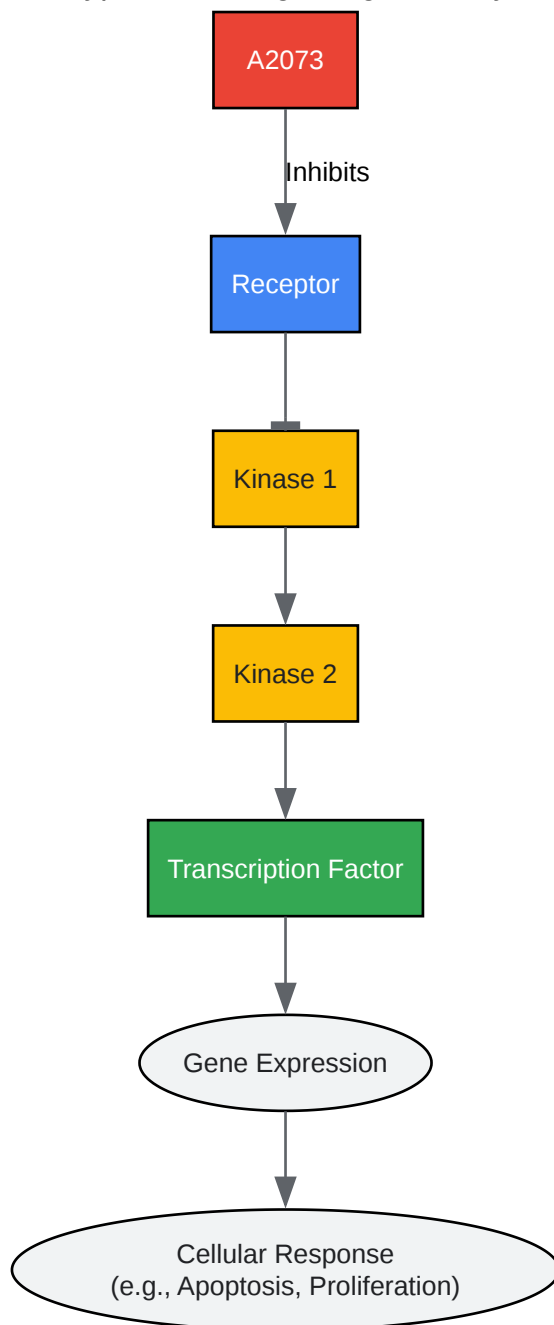 A2073
Inhibits
Receptor
Kinase 1
Kinase 2
Transcription Factor
Gene Expression
Cellular Response
(e.g., Apoptosis, Proliferation)